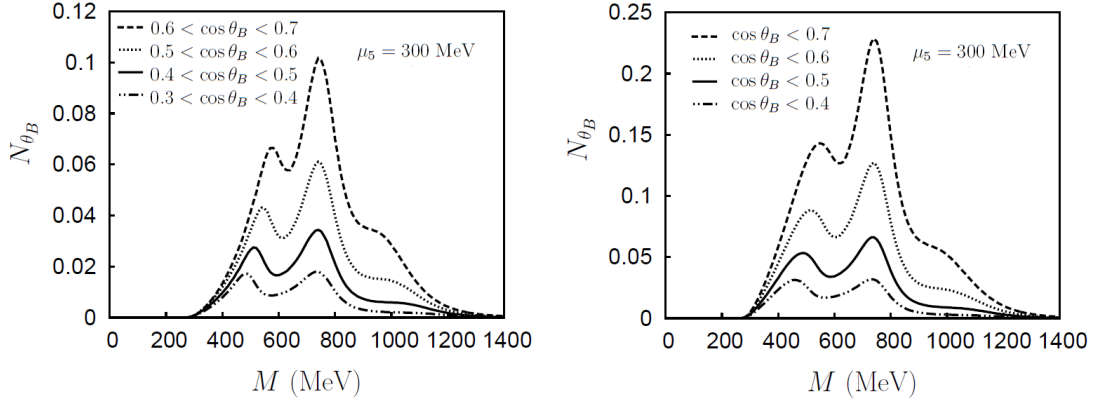 0.12
0.1
0.08
0.06
0.04
0.02
0
N_{θ_B}
0.6 < cos θ_B < 0.7
0.5 < cos θ_B < 0.6
0.4 < cos θ_B < 0.5
0.3 < cos θ_B < 0.4
μ_5 = 300 MeV
0 200 400 600 800 1000 1200 1400
M (MeV)
0.25
0.2
0.15
0.1
0.05
0
N_{θ_B}
cos θ_B < 0.7
cos θ_B < 0.6
cos θ_B < 0.5
cos θ_B < 0.4
μ_5 = 300 MeV
0 200 400 600 800 1000 1200 1400
M (MeV)